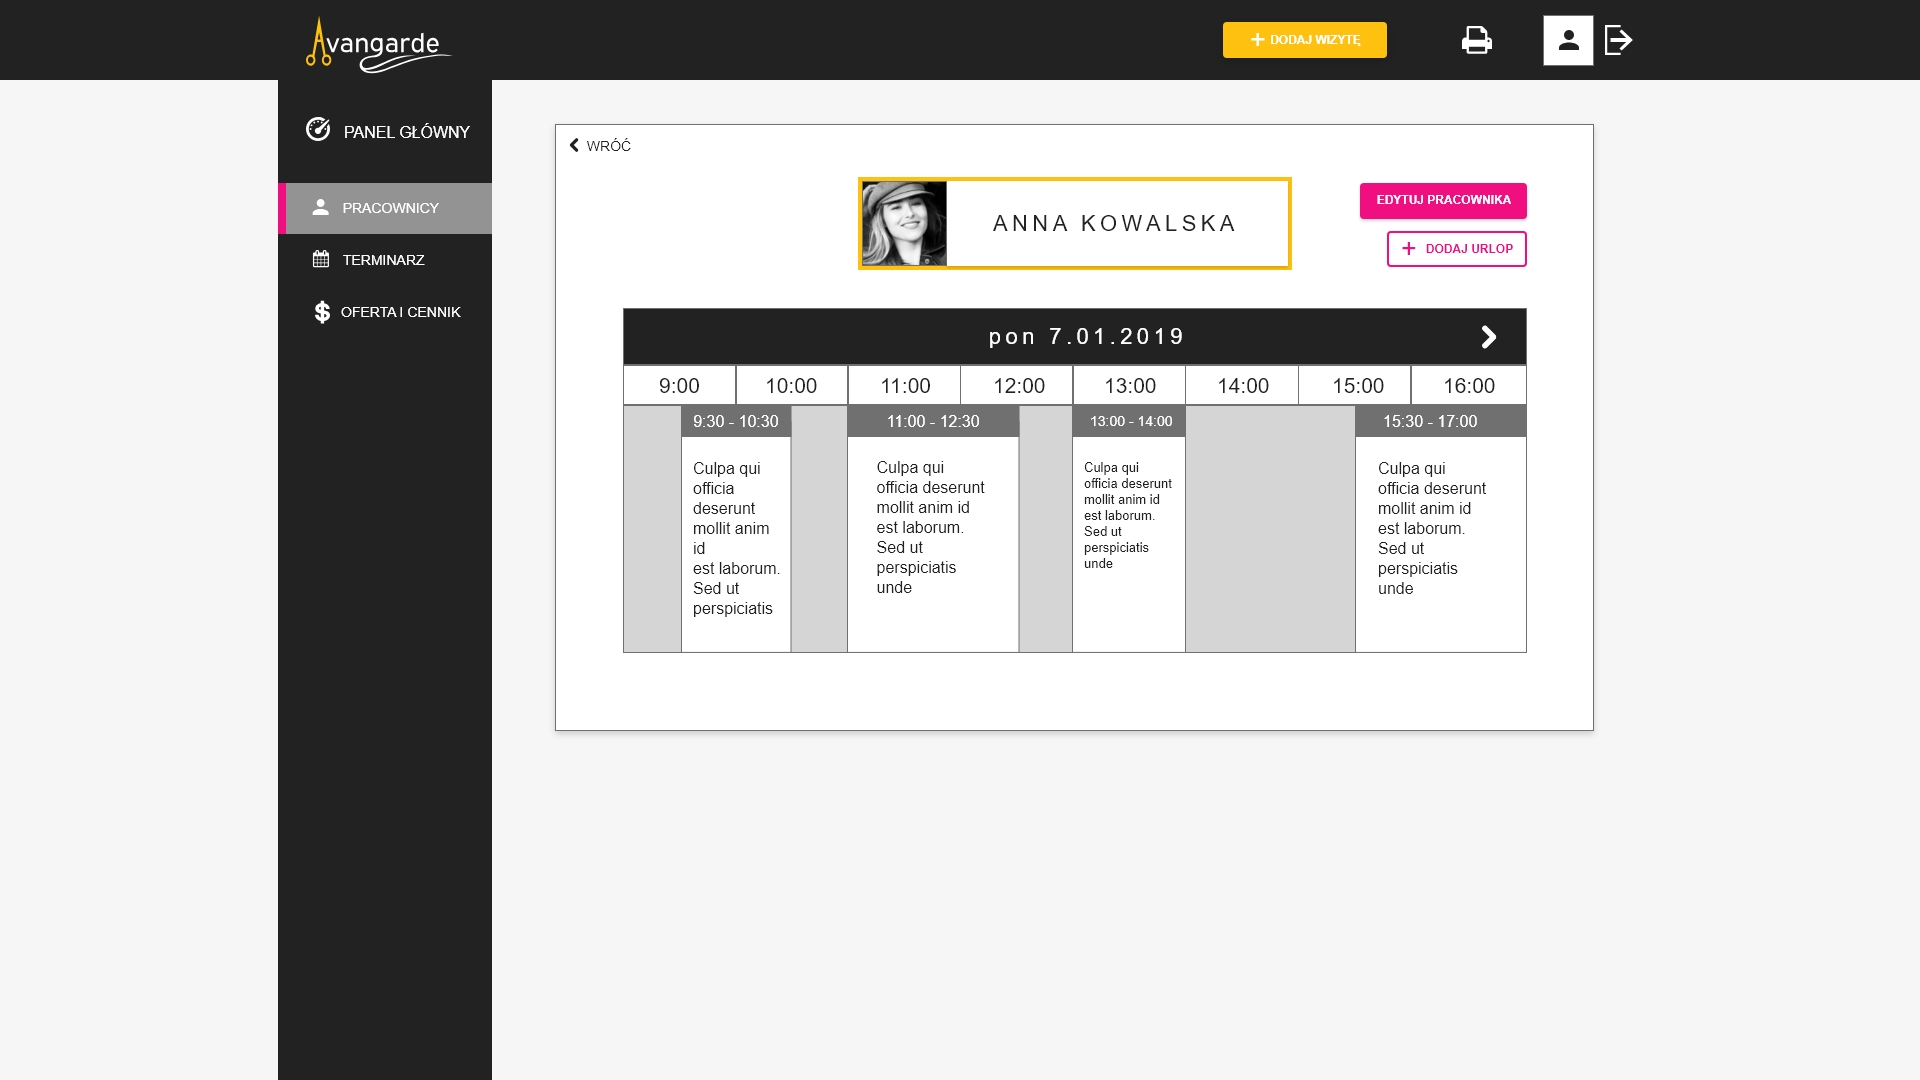 Avangarde
DODAJ WIZYTĘ
PANEL GŁÓWNY
PRACOWNICY
TERMINARZ
OFERTA I CENNIK
WRÓĆ
ANNA KOWALSKA
EDYTUJ PRACOWNIKA
DODAJ URLOP
pon 7.01.2019
9:00 10:00 11:00 12:00 13:00 14:00 15:00 16:00
9:30 - 10:30
Culpa qui
officia
deserunt
mollit anim
id
est laborum.
Sed ut
perspiciatis
11:00 - 12:30
Culpa qui
officia deserunt
mollit anim id
est laborum.
Sed ut
perspiciatis
unde
13:00 - 14:00
Culpa qui
officia deserunt
mollit anim id
est laborum.
Sed ut
perspiciatis
unde
15:30 - 17:00
Culpa qui
officia deserunt
mollit anim id
est laborum.
Sed ut
perspiciatis
unde